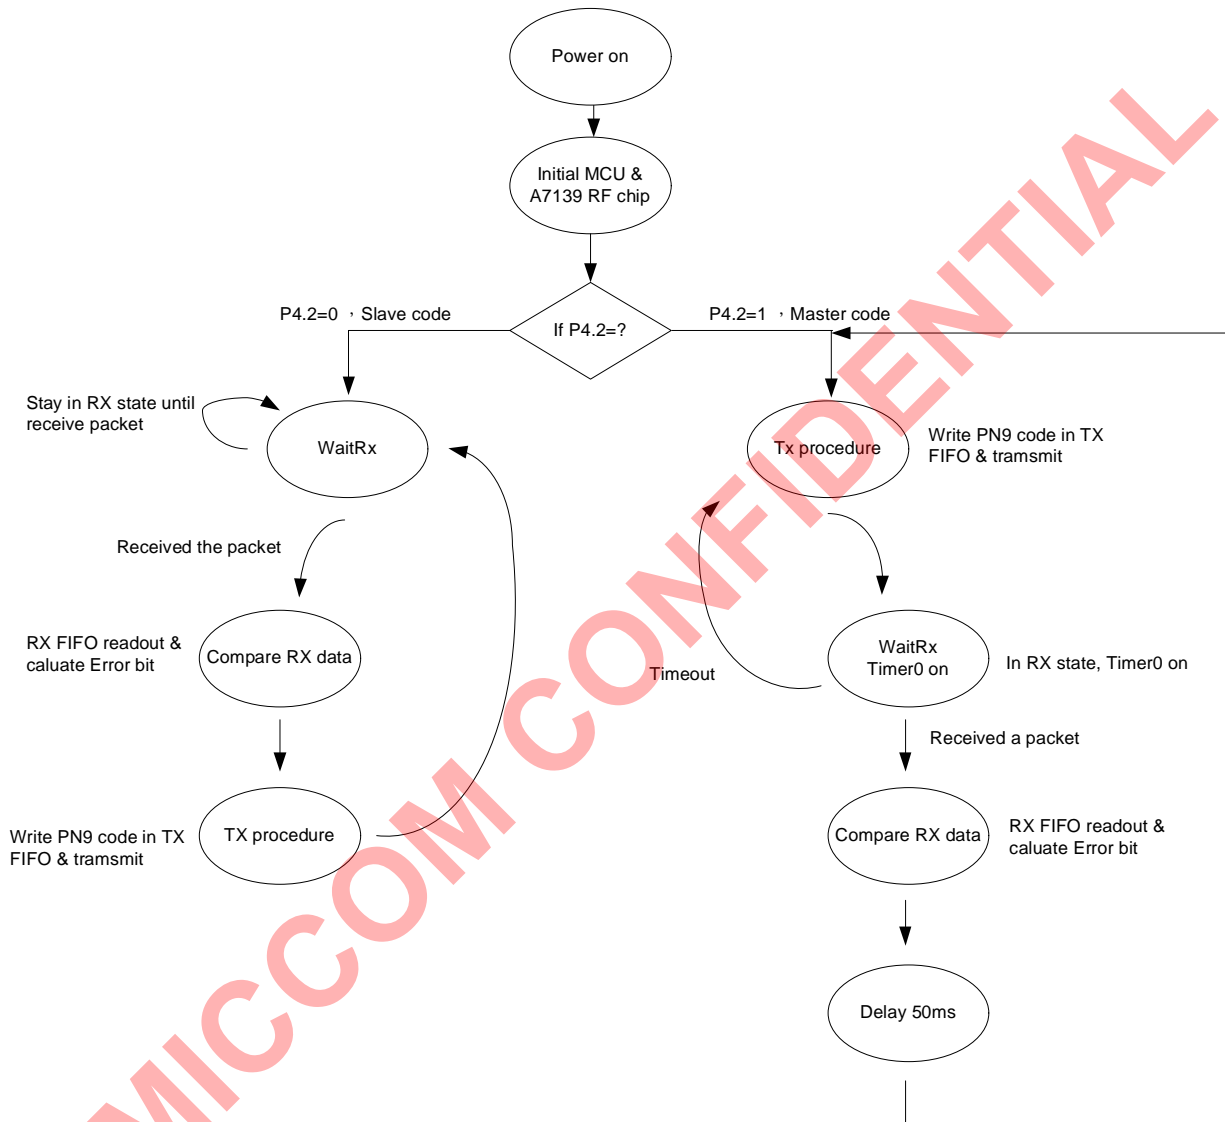 Power on
Initial MCU &
A7139 RF chip
If P4.2=?
P4.2=0 ，Slave code
P4.2=1 ，Master code
Stay in RX state until
receive packet
WaitRx
Tx procedure
Write PN9 code in TX
FIFO & tramsmit
Received the packet
RX FIFO readout &
caluate Error bit
Compare RX data
Timeout
WaitRx
Timer0 on
In RX state, Timer0 on
Received a packet
Write PN9 code in TX
FIFO & tramsmit
TX procedure
Compare RX data
RX FIFO readout &
caluate Error bit
Delay 50ms
MICCOM CONFIDENTIAL